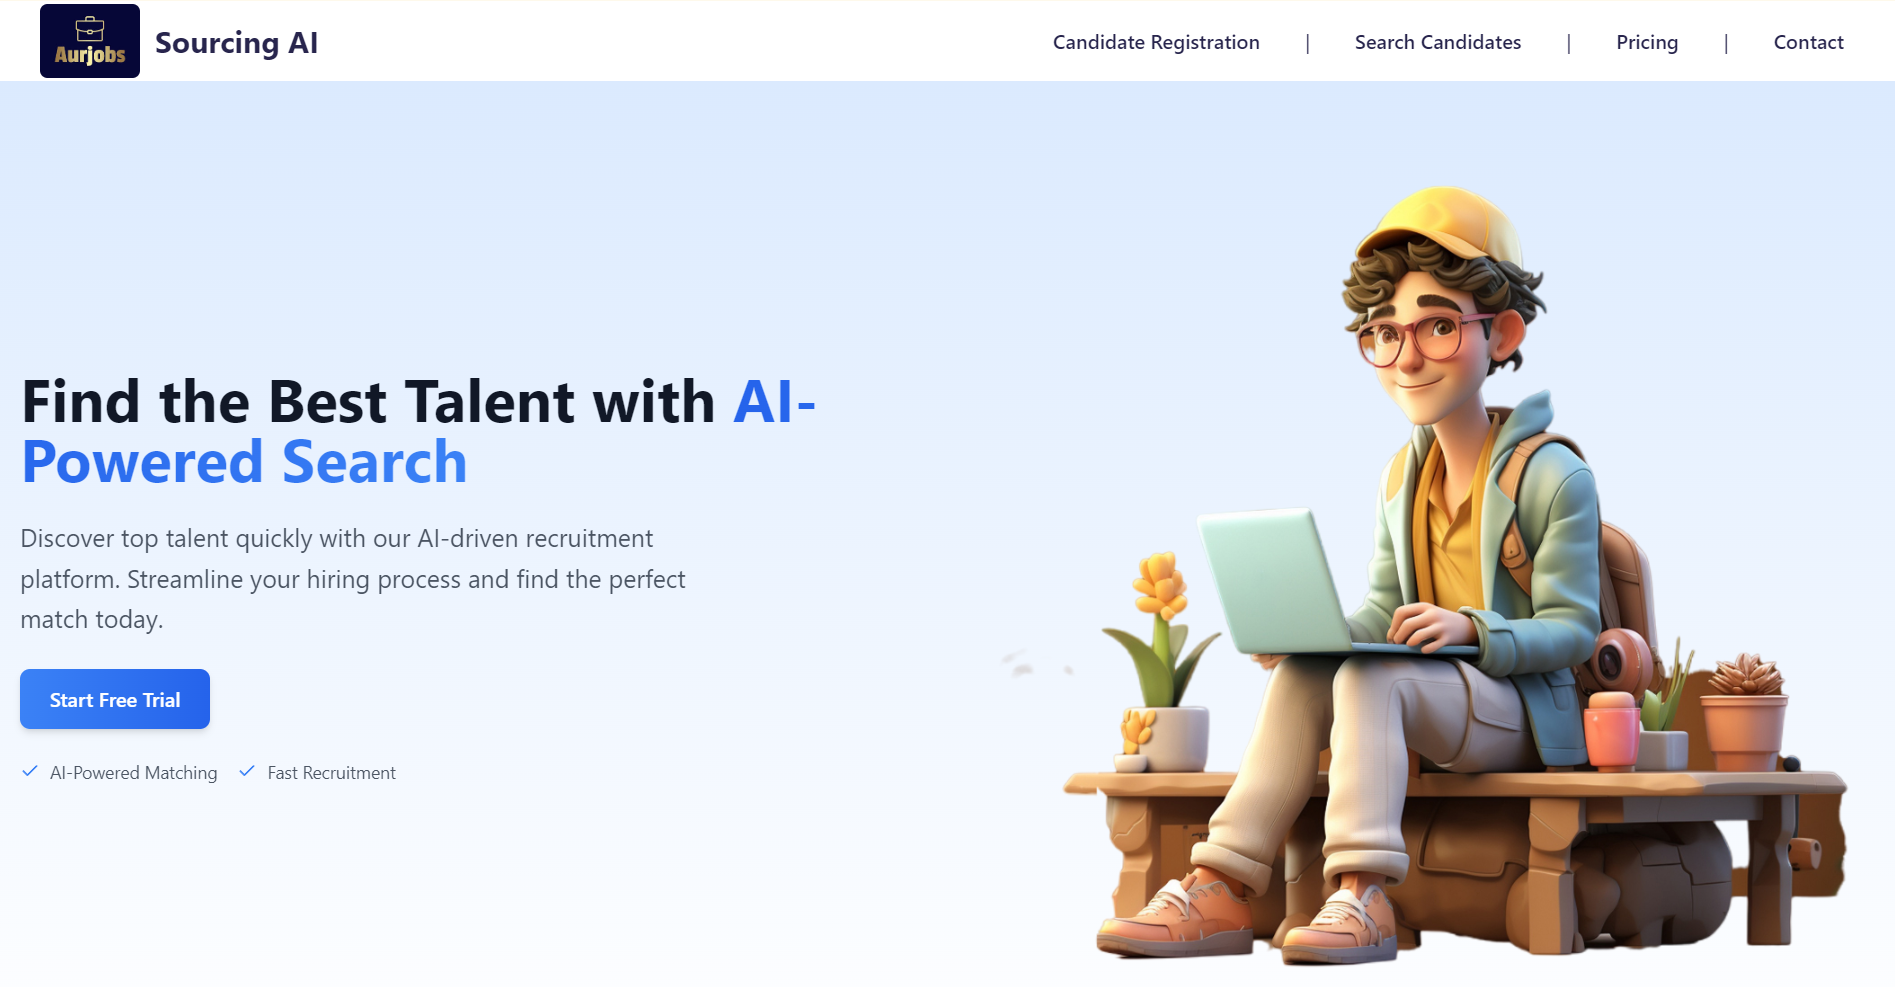 Aurjobs
Sourcing AI
Candidate Registration | Search Candidates | Pricing | Contact
Find the Best Talent with AI-
Powered Search
Discover top talent quickly with our AI-driven recruitment
platform. Streamline your hiring process and find the perfect
match today.
Start Free Trial
AI-Powered Matching
Fast Recruitment